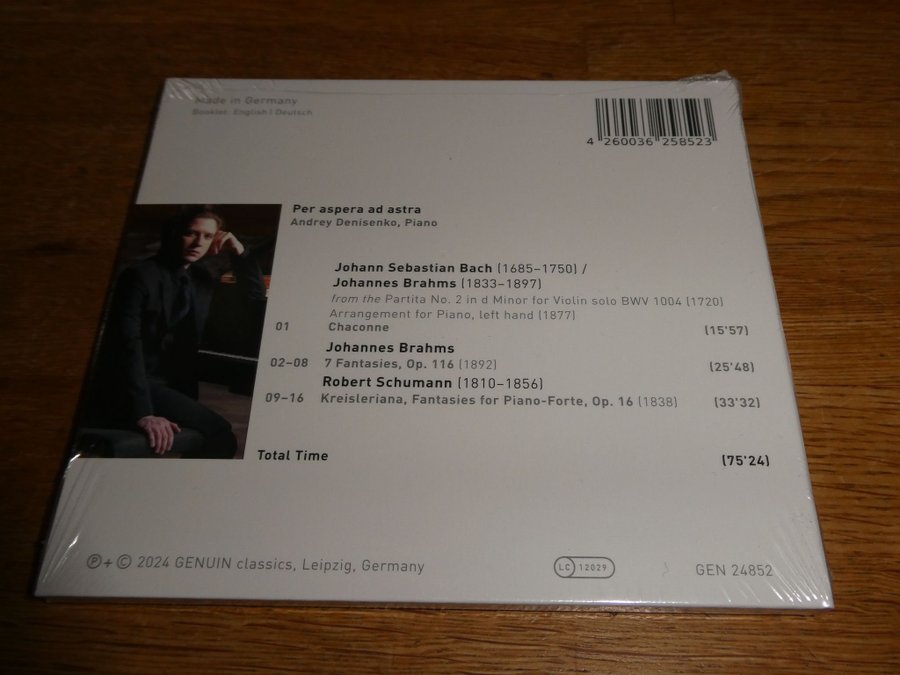 Made in Germany
Booklet: English | Deutsch
4 260036 258523
Per aspera ad astra
Andrey Denisenko, Piano
Johann Sebastian Bach (1685–1750) /
Johannes Brahms (1833–1897)
from the Partita No. 2 in d Minor for Violin solo BWV 1004 (1720)
Arrangement for Piano, left hand (1877)
01 Chaconne (15'57)
Johannes Brahms
02–08 7 Fantasies, Op. 116 (1892) (25'48)
Robert Schumann (1810–1856)
09–16 Kreisleriana, Fantasies for Piano-Forte, Op. 16 (1838) (33'32)
Total Time (75'24)
Ⓟ + © 2024 GENUIN classics, Leipzig, Germany
LC 12029
GEN 24852